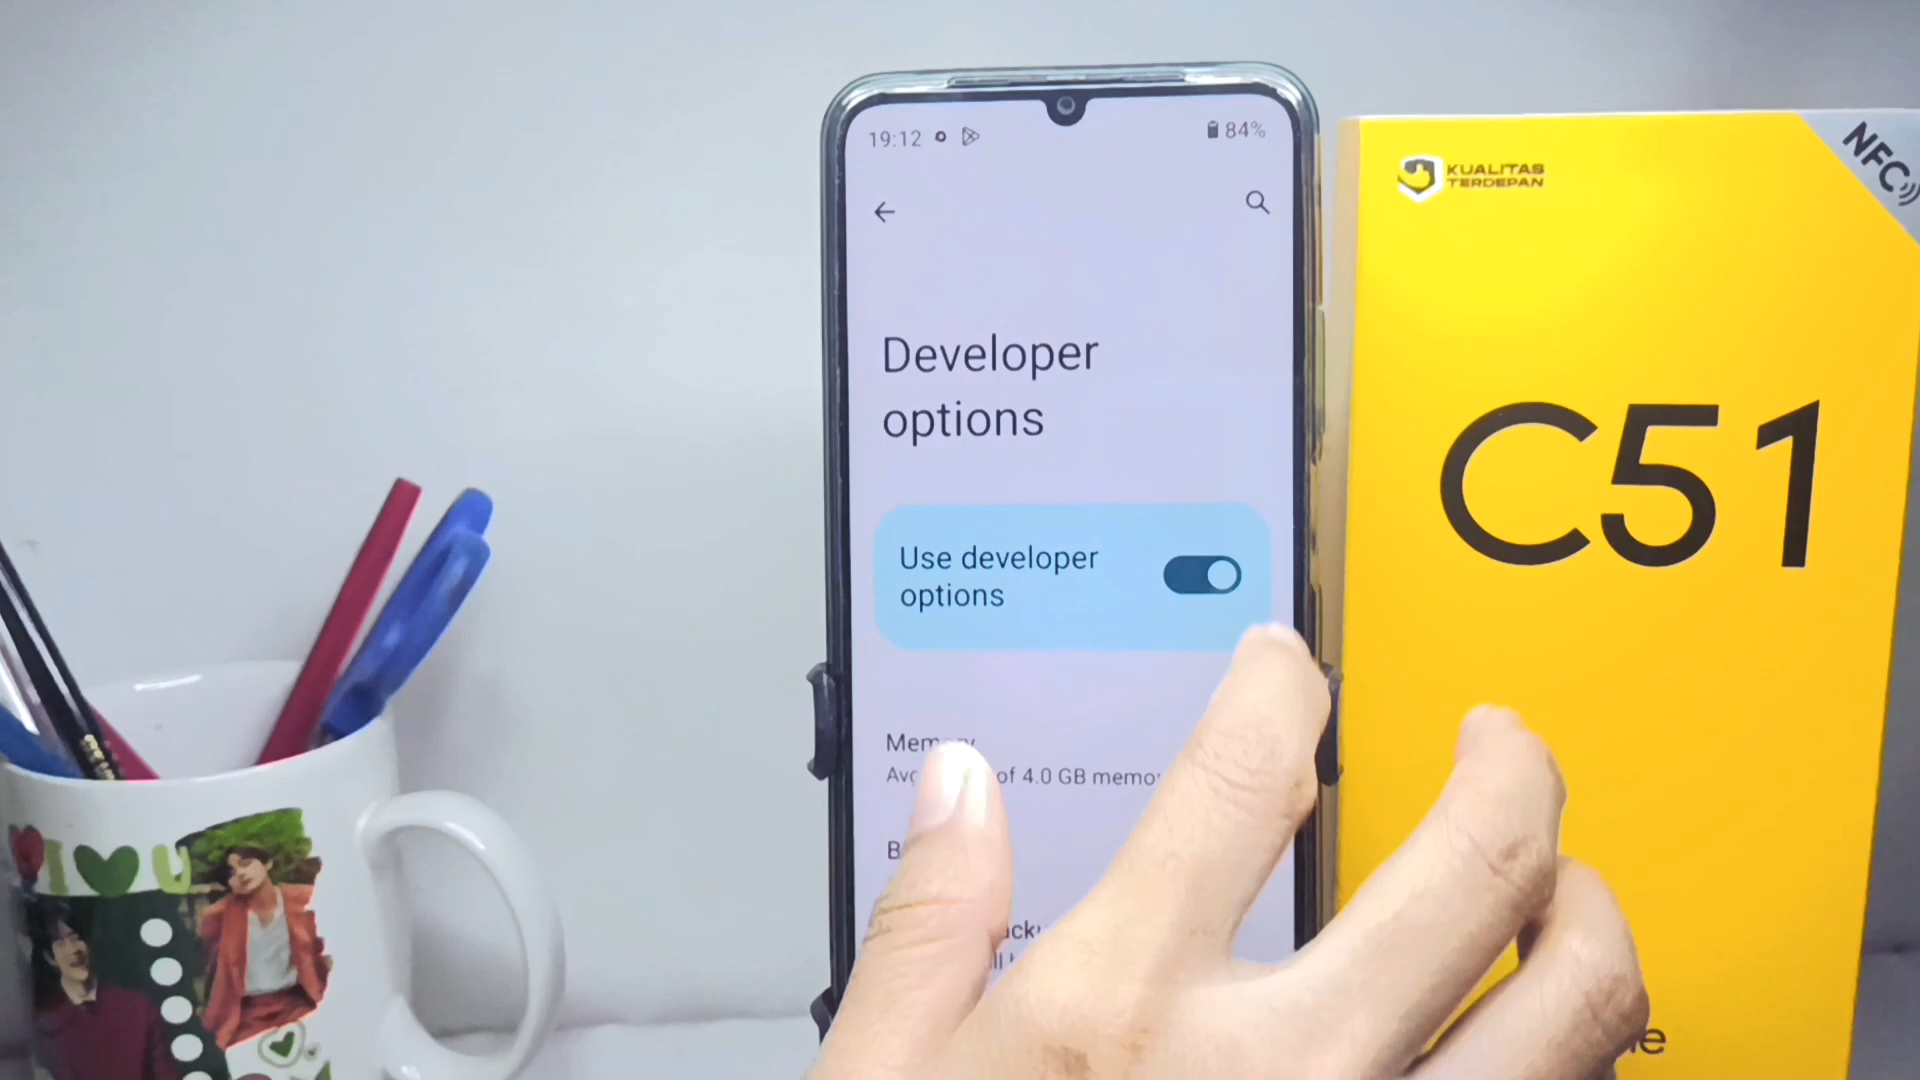 19:12
84%
Developer
options
Use developer
options
of 4.0 GB
KUALITAS
TERDEPAN
NFC
C51
I U